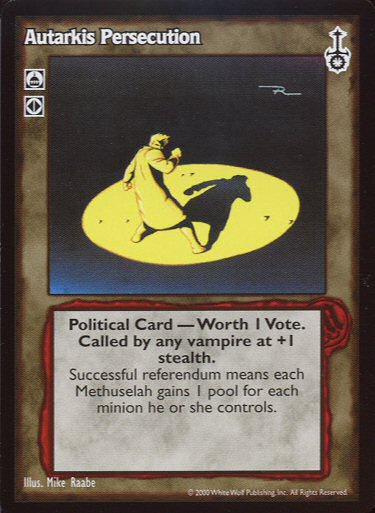 Autarkis Persecution
R
Political Card — Worth 1 Vote.
Called by any vampire at +1
stealth.
Successful referendum means each
Methuselah gains 1 pool for each
minion he or she controls.
Illus. Mike Raabe
© 2000 White Wolf Publishing, Inc. All Rights Reserved.